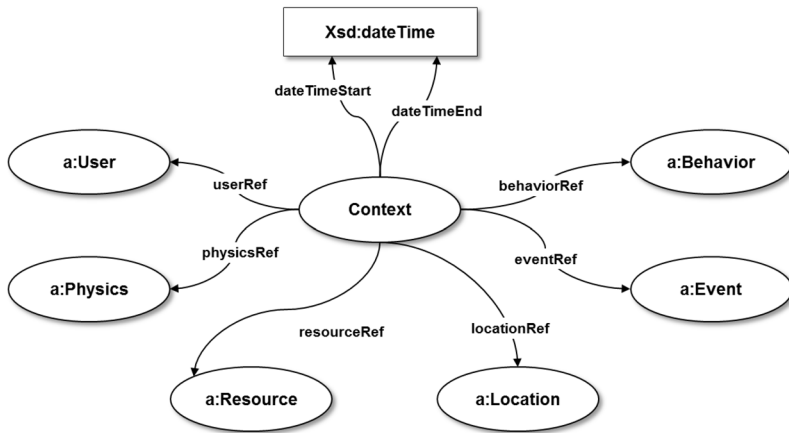 Xsd:dateTime
dateTimeStart
dateTimeEnd
a:User
userRef
Context
behaviorRef
a:Behavior
physicsRef
eventRef
a:Physics
a:Event
resourceRef
locationRef
a:Resource
a:Location